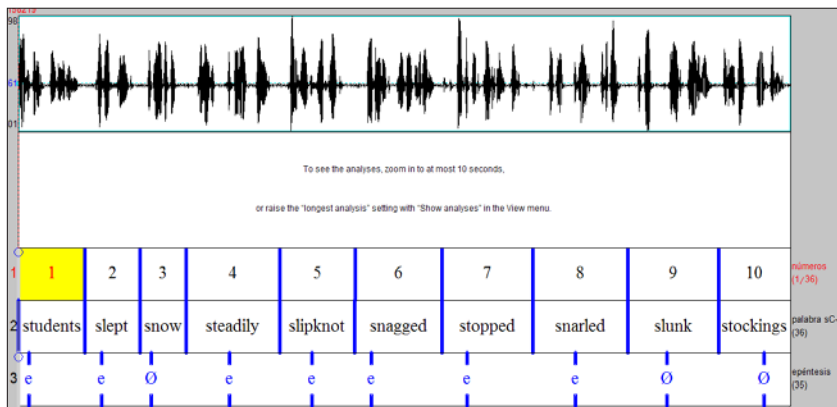 98
61
01
To see the analyses, zoom in to at most 10 seconds,
or raise the "longest analysis" setting with "Show analyses" in the View menu.
1 1 2 3 4 5 6 7 8 9 10 números
(1/36)
2 students slept snow steadily slipknot snagged stopped snarled slunk stockings palabra sC-
(36)
3 e e Ø e e e e e Ø Ø epéntesis
(35)